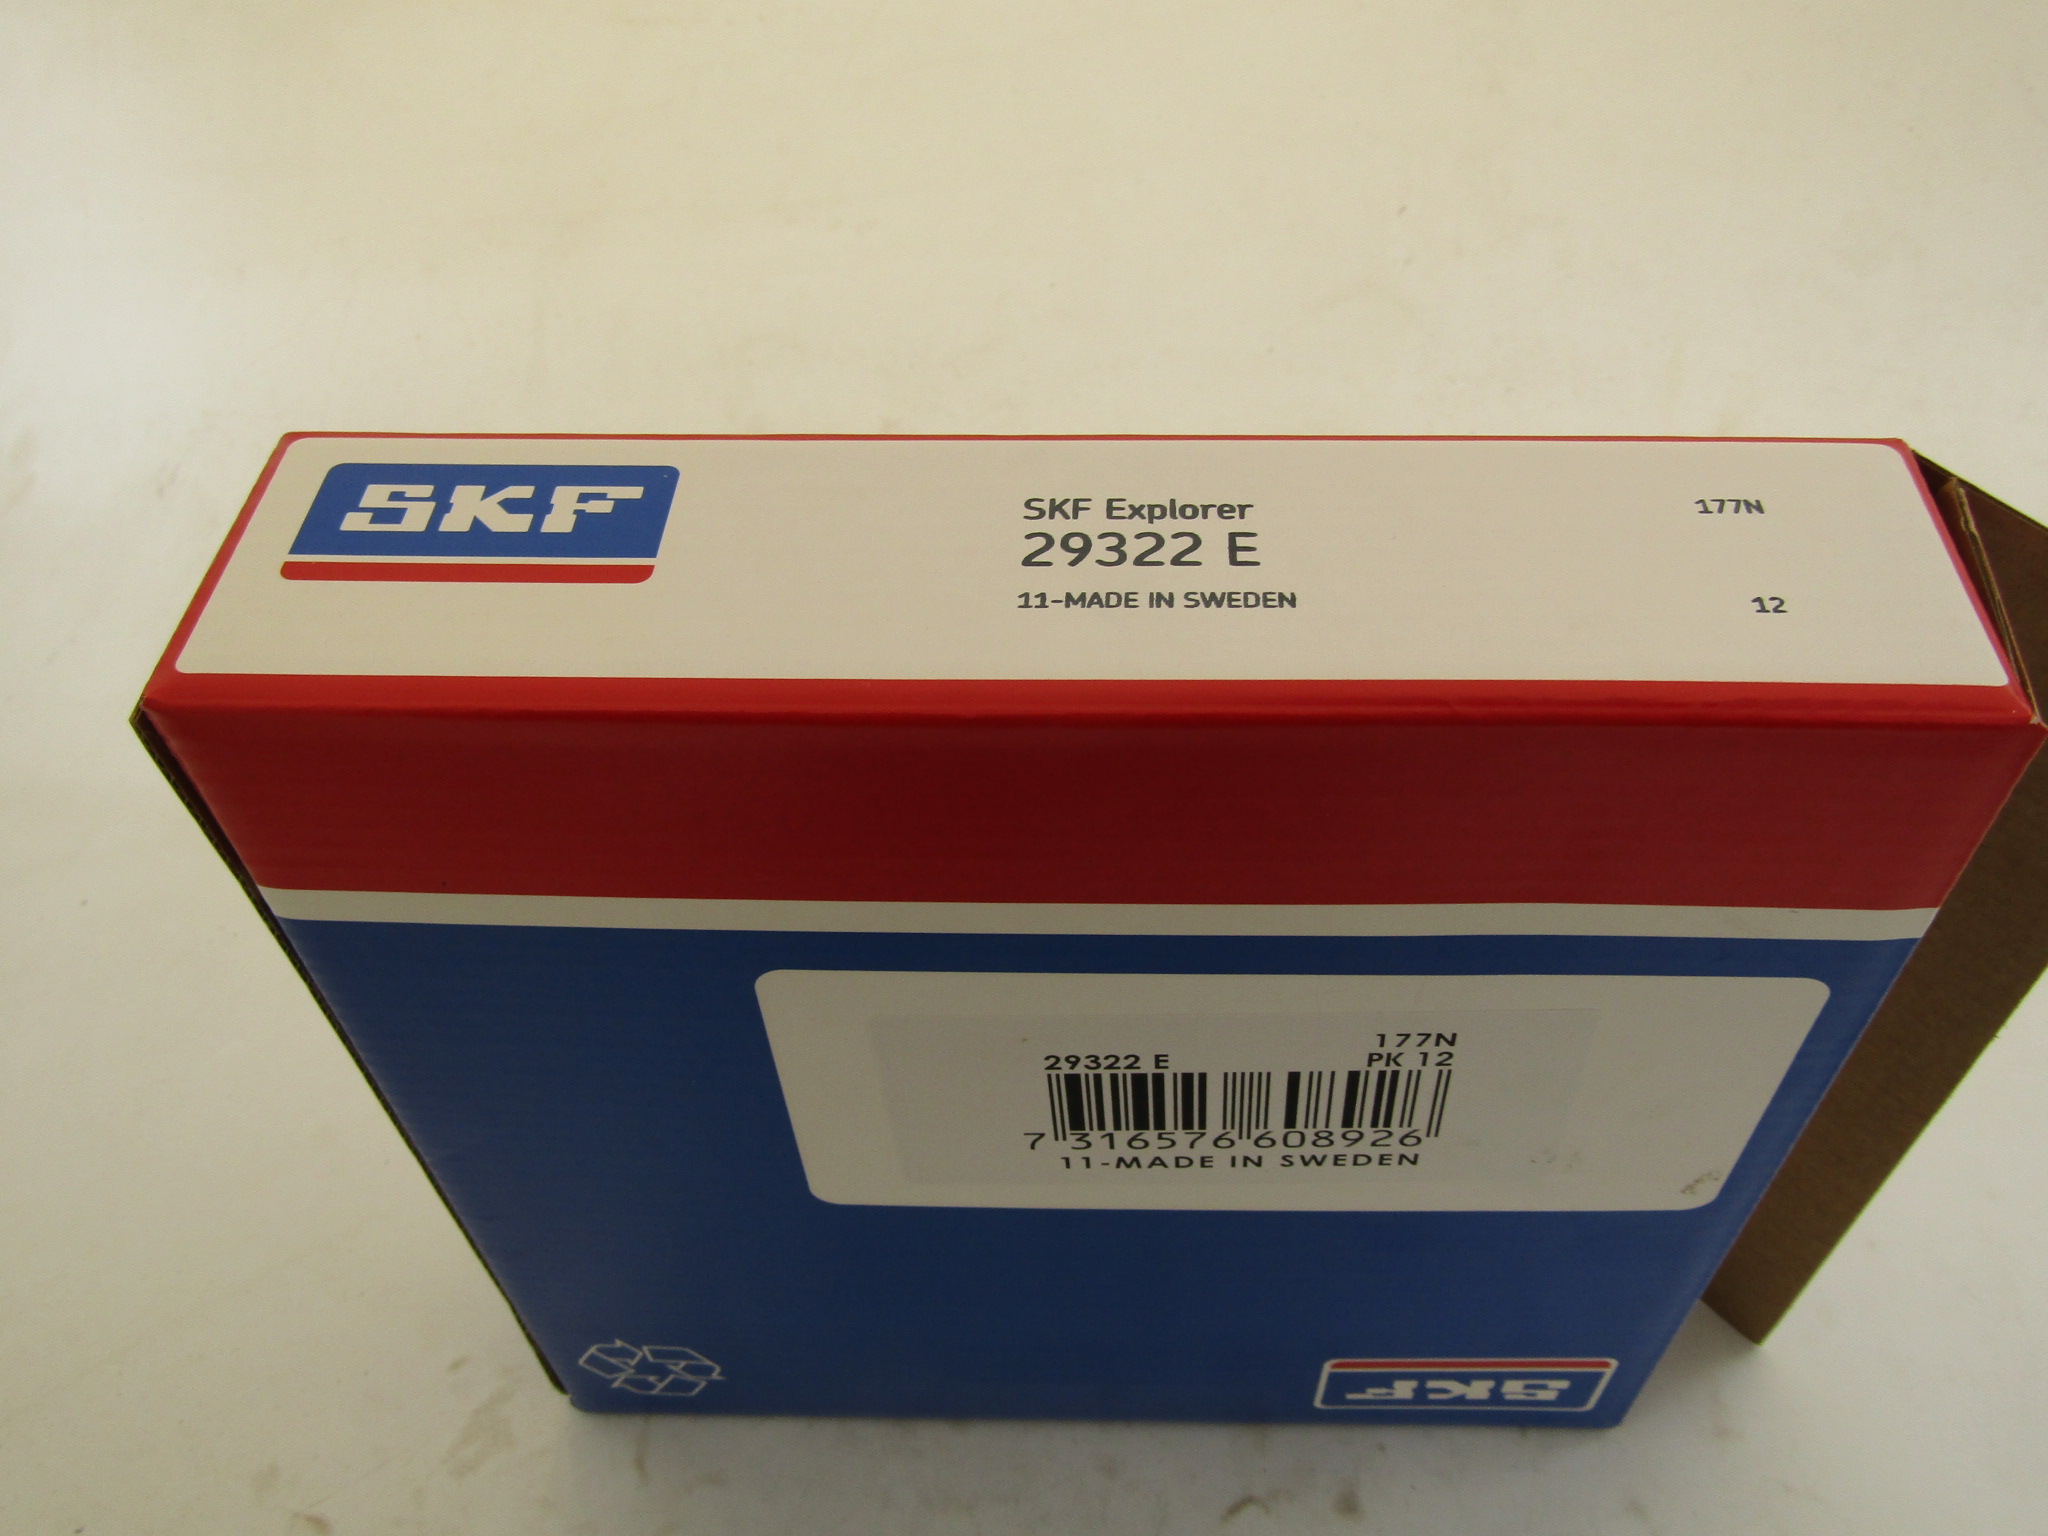 SKF
SKF Explorer
29322 E
11-MADE IN SWEDEN
177N
12
177N
29322 E
PK 12
7 316576 608926
11-MADE IN SWEDEN
SKF